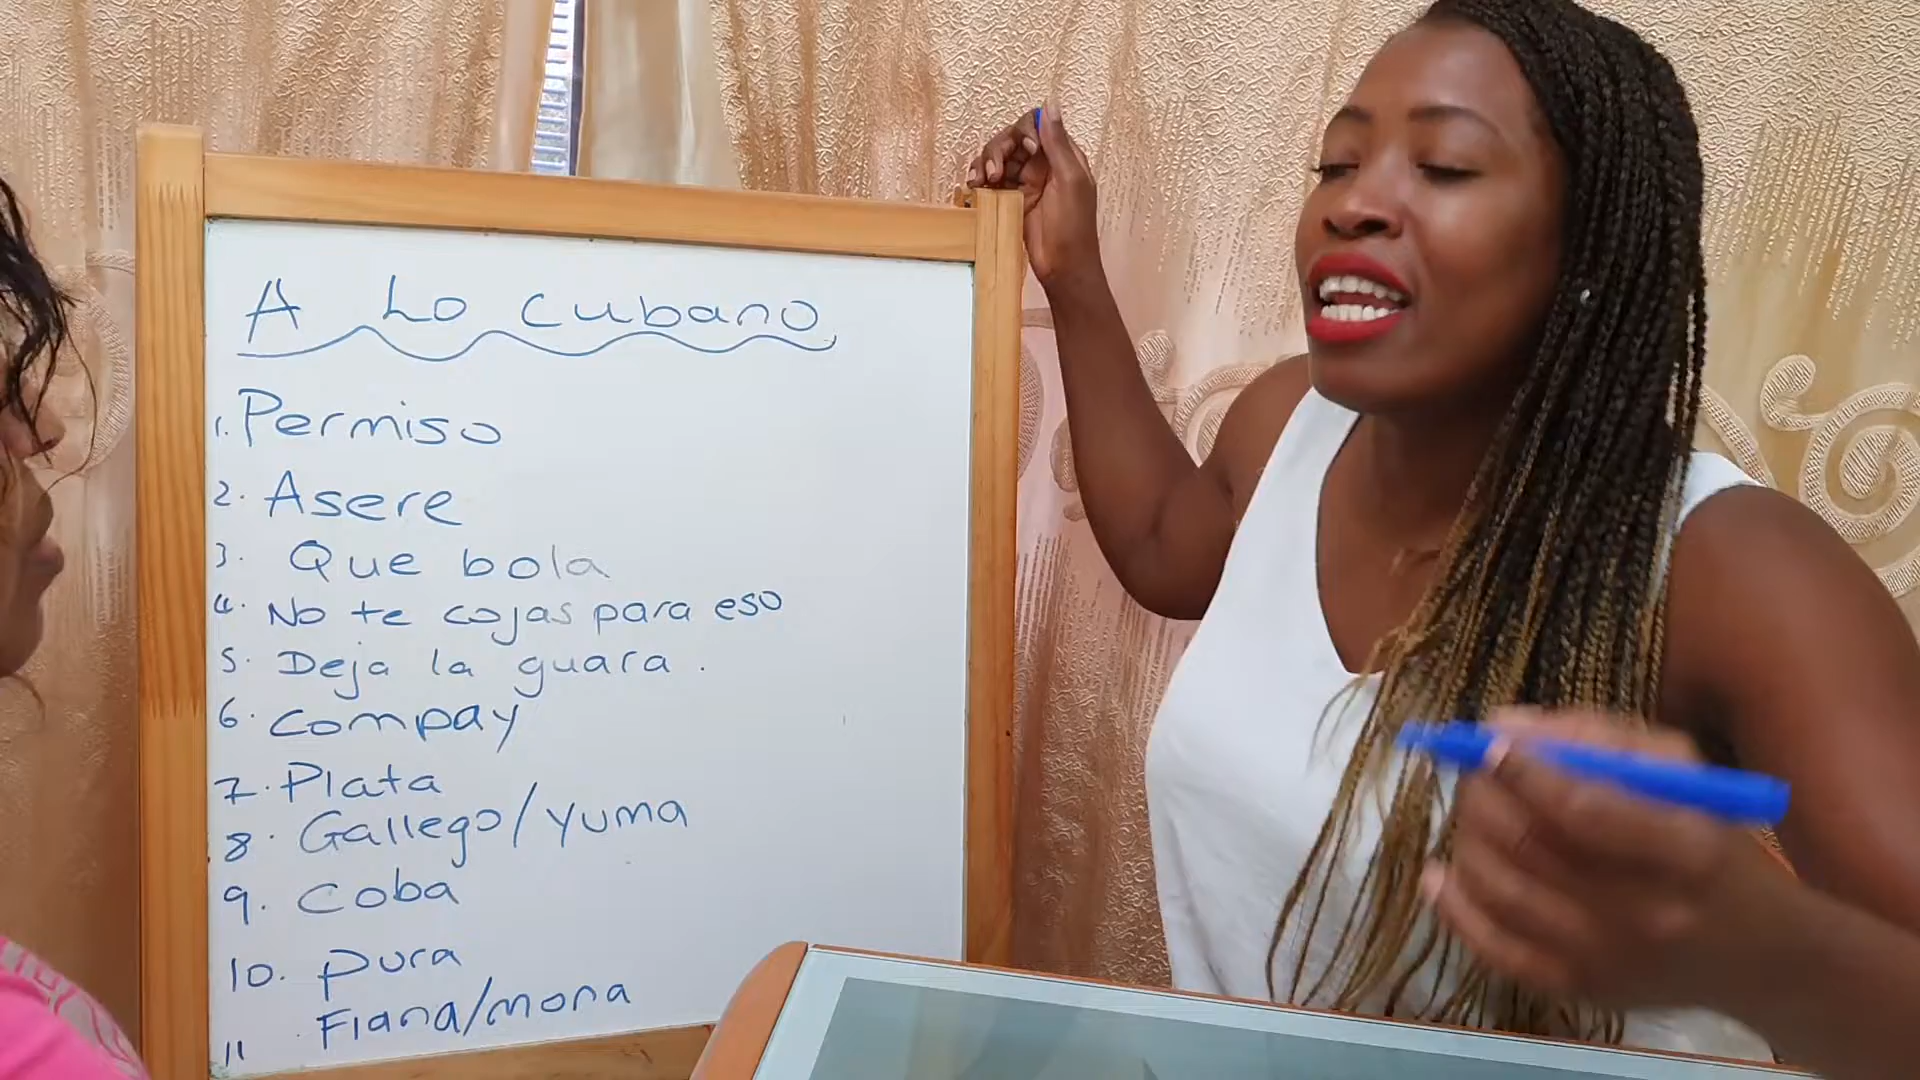 A Lo cubano
1. Permiso
2. Asere
3. Que bola
4. No te cojas para eso
5. Deja la guara.
6. compay
7. Plata
8. Gallego/yuma
9. coba
10. pura
11 Fiana/mona